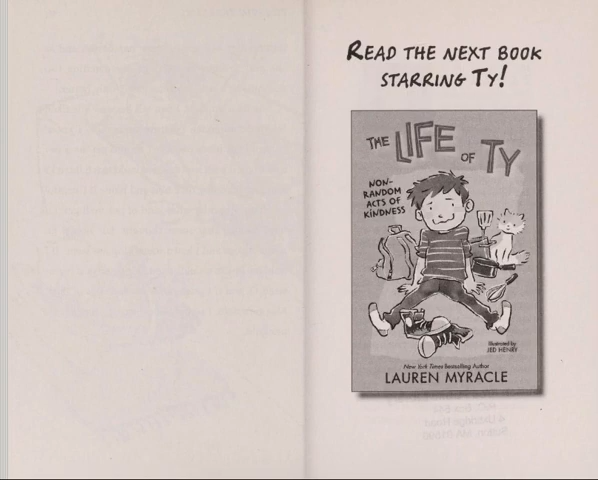 READ THE NEXT BOOK
STARRING TY!
THE LIFE OF TY
NON-
RANDOM
ACTS OF
KINDNESS
Illustrated by
JED HENRY
New York Times Bestselling Author
LAUREN MYRACLE